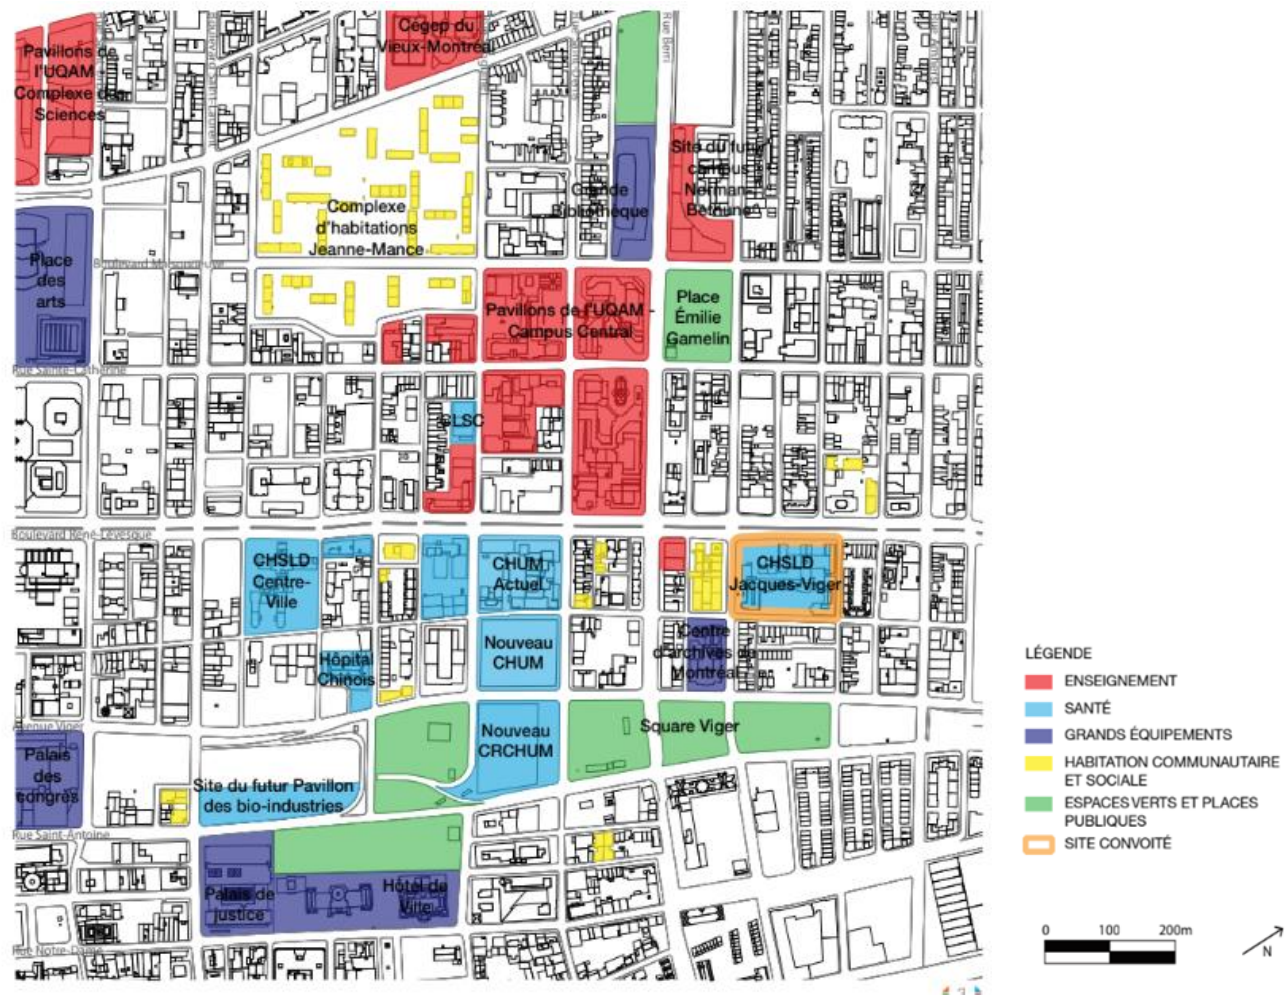 Cégep du
Vieux-Montréal
Pavillons de
l'UQAM
Complexe des
Sciences
Rue Berri
Site du futur
campus
Norman-
Bethune
Grande
Bibliothèque
Complexe
d'habitations
Jeanne-Mance
Boulevard Maisonneuve
Place
des
arts
Pavillons de l'UQAM -
Campus Central
Place
Émilie
Gamelin
Rue Sainte-Catherine
CLSC
Boulevard René-Lévesque
CHSLD
Centre-
Ville
CHUM
Actuel
CHSLD
Jacques-Viger
Nouveau
CHUM
Centre
d'archives de
Montréal
Hôpital
Chinois
Avenue Viger
Nouveau
CRCHUM
Square Viger
Palais
des
congrès
Site du futur Pavillon
des bio-industries
Rue Saint-Antoine
Palais de
justice
Hôtel de
Ville
Rue Notre-Dame
LÉGENDE
ENSEIGNEMENT
SANTÉ
GRANDS ÉQUIPEMENTS
HABITATION COMMUNAUTAIRE
ET SOCIALE
ESPACES VERTS ET PLACES
PUBLIQUES
SITE CONVOITÉ
0 100 200m
N
3